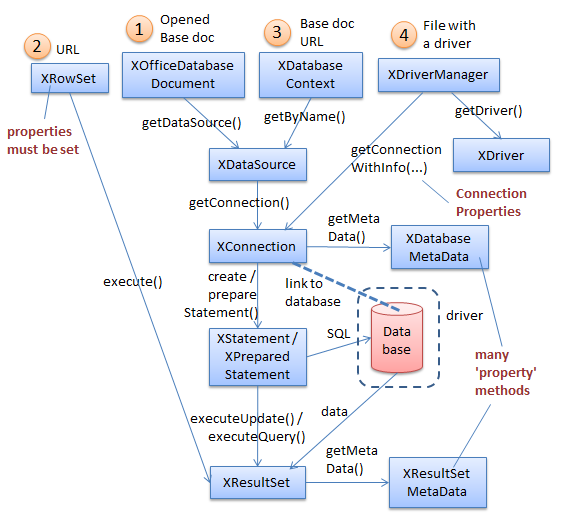 1
Opened
Base doc
2
URL
3
Base doc
URL
4
File with
a driver
XRowSet
XOfficeDatabase
Document
XDatabase
Context
XDriverManager
properties
must be set
getDataSource()
getByName()
getDriver()
XDataSource
getConnection
WithInfo(...)
XDriver
Connection
Properties
getConnection()
getMeta
Data()
XConnection
XDatabase
MetaData
execute()
create /
prepare
Statement()
link to
database
driver
SQL
Data
base
XStatement /
XPrepared
Statement
many
'property'
methods
executeUpdate() /
executeQuery()
data
getMeta
Data()
XResultSet
XResultSet
MetaData